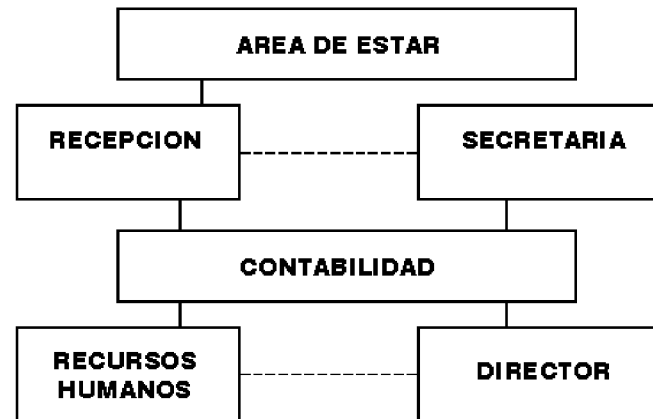 AREA DE ESTAR
RECEPCION
SECRETARIA
CONTABILIDAD
RECURSOS
HUMANOS
DIRECTOR